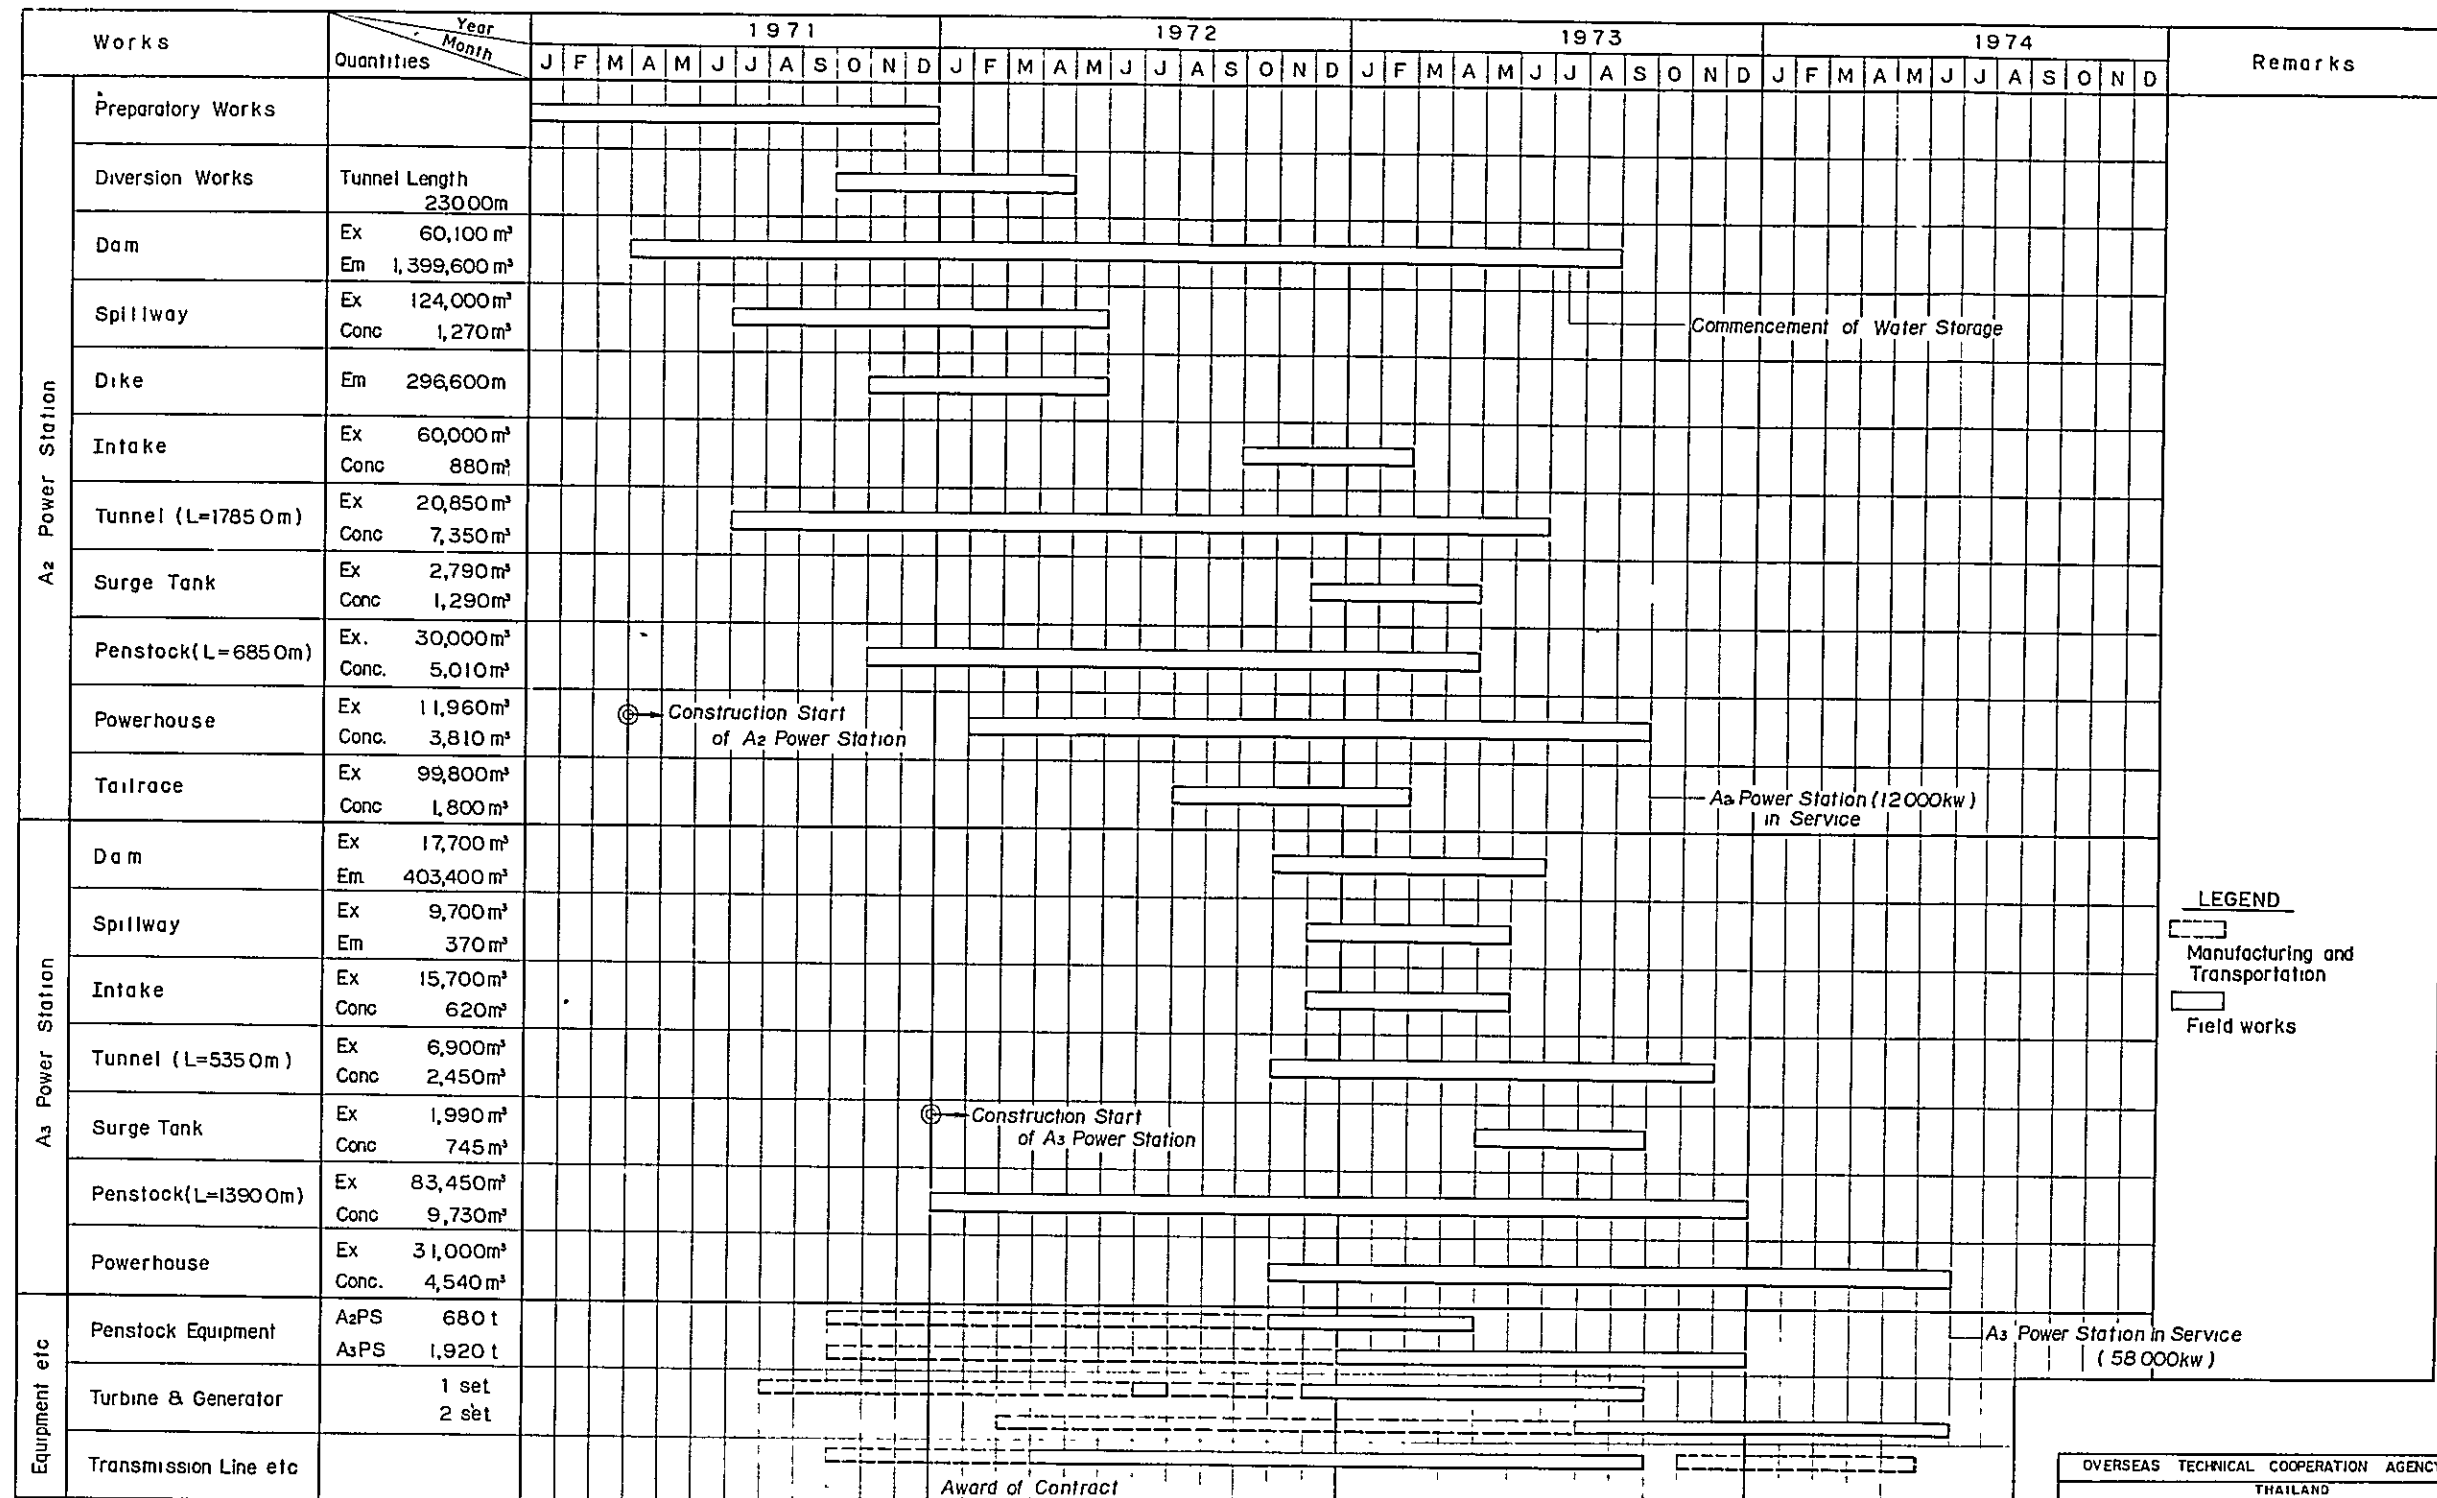 Works
Year
Month
Quantities
1971
1972
1973
1974
Remarks
J F M A M J J A S O N D J F M A M J J A S O N D J F M A M J J A S O N D J F M A M J J A S O N D
A2 Power Station
Preparatory Works
Diversion Works
Tunnel Length
23000m
Dam
Ex 60,100 m³
Em 1,399,600 m³
Spillway
Ex 124,000 m³
Conc 1,270 m³
Commencement of Water Storage
Dike
Em 296,600m
Intake
Ex 60,000 m³
Conc 880 m³
Tunnel (L=1785 0m)
Ex 20,850 m³
Conc 7,350 m³
Surge Tank
Ex 2,790 m³
Conc 1,290 m³
Penstock (L=685 0m)
Ex. 30,000 m³
Conc. 5,010 m³
Powerhouse
Ex 11,960 m³
Conc. 3,810 m³
Construction Start
of A2 Power Station
Tailrace
Ex 99,800 m³
Conc 1,800 m³
A2 Power Station (12 000kw)
in Service
A3 Power Station
Dam
Ex 17,700 m³
Em 403,400 m³
Spillway
Ex 9,700 m³
Em 370 m³
Intake
Ex 15,700 m³
Conc 620 m³
Tunnel (L=535 0m)
Ex 6,900 m³
Conc 2,450 m³
Surge Tank
Ex 1,990 m³
Conc 745 m³
Construction Start
of A3 Power Station
Penstock (L=1390 0m)
Ex 83,450 m³
Conc 9,730 m³
Powerhouse
Ex 31,000 m³
Conc. 4,540 m³
LEGEND
Manufacturing and
Transportation
Field works
Equipment etc
Penstock Equipment
A2PS 680 t
A3PS 1,920 t
A3 Power Station in Service
(58 000kw)
Turbine & Generator
1 set
2 set
Transmission Line etc
Award of Contract
OVERSEAS TECHNICAL COOPERATION AGENCY
THAILAND